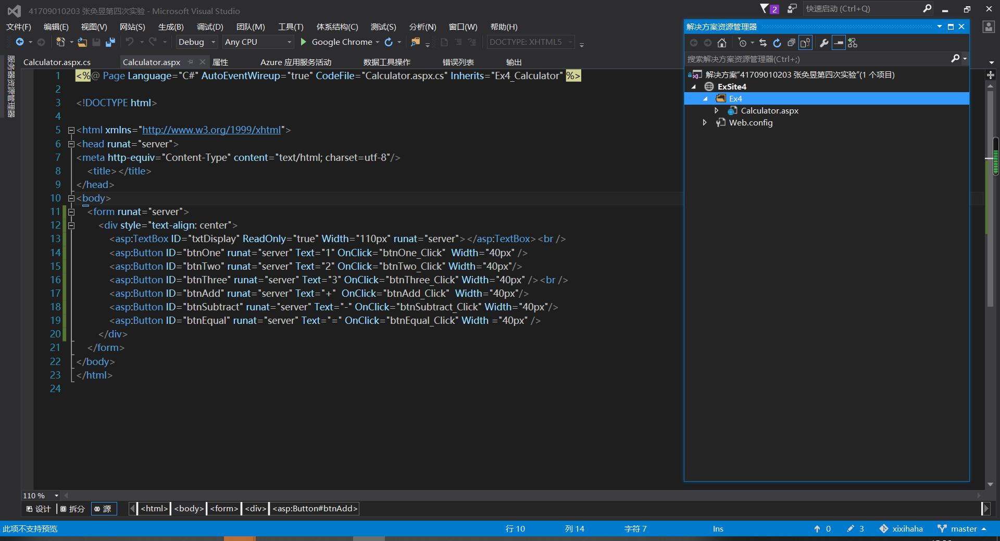 41709010203 张奂昱第四次实验 - Microsoft Visual Studio
2
快速启动 (Ctrl+Q)
文件(F) 编辑(E) 视图(V) 网站(S) 生成(B) 调试(D) 团队(M) 工具(T) 体系结构(C) 测试(S) 分析(N) 窗口(W) 帮助(H)
Debug Any CPU Google Chrome DOCTYPE: XHTML5
服务器资源管理器
Calculator.aspx.cs Calculator.aspx 属性 Azure 应用服务活动 数据工具操作 错误列表 输出
1 <%@ Page Language="C#" AutoEventWireup="true" CodeFile="Calculator.aspx.cs" Inherits="Ex4_Calculator" %>
2
3 <!DOCTYPE html>
4
5 <html xmlns="http://www.w3.org/1999/xhtml">
6 <head runat="server">
7 <meta http-equiv="Content-Type" content="text/html; charset=utf-8"/>
8 <title></title>
9 </head>
10 <body>
11 <form runat="server">
12 <div style="text-align: center">
13 <asp:TextBox ID="txtDisplay" ReadOnly="true" Width="110px" runat="server"></asp:TextBox><br />
14 <asp:Button ID="btnOne" runat="server" Text="1" OnClick="btnOne_Click"  Width="40px" />
15 <asp:Button ID="btnTwo" runat="server" Text="2" OnClick="btnTwo_Click" Width="40px"/>
16 <asp:Button ID="btnThree" runat="server" Text="3" OnClick="btnThree_Click" Width="40px" /><br />
17 <asp:Button ID="btnAdd" runat="server" Text="+"  OnClick="btnAdd_Click"  Width="40px"/>
18 <asp:Button ID="btnSubtract" runat="server" Text="-" OnClick="btnSubtract_Click" Width="40px"/>
19 <asp:Button ID="btnEqual" runat="server" Text="=" OnClick="btnEqual_Click" Width ="40px" />
20 </div>
21 </form>
22 </body>
23 </html>
24
解决方案资源管理器
搜索解决方案资源管理器(Ctrl+;)
解决方案"41709010203 张奂昱第四次实验"(1 个项目)
ExSite4
Ex4
Calculator.aspx
Web.config
110 %
设计 拆分 源 <html> <body> <form> <div> <asp:Button#btnAdd>
此项不支持预览 行 10 列 14 字符 7 Ins 0 3 xixihaha master